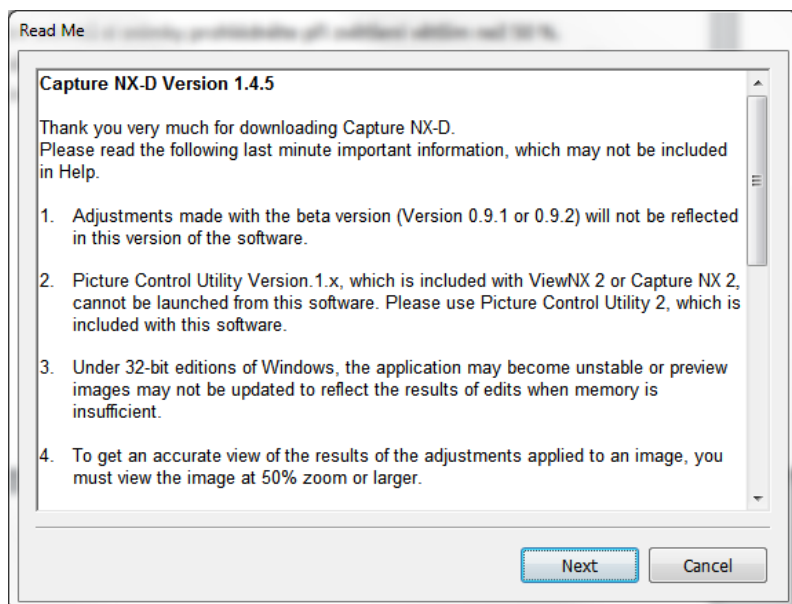 Read Me
Capture NX-D Version 1.4.5
Thank you very much for downloading Capture NX-D.
Please read the following last minute important information, which may not be included
in Help.
1. Adjustments made with the beta version (Version 0.9.1 or 0.9.2) will not be reflected
in this version of the software.
2. Picture Control Utility Version.1.x, which is included with ViewNX 2 or Capture NX 2,
cannot be launched from this software. Please use Picture Control Utility 2, which is
included with this software.
3. Under 32-bit editions of Windows, the application may become unstable or preview
images may not be updated to reflect the results of edits when memory is
insufficient.
4. To get an accurate view of the results of the adjustments applied to an image, you
must view the image at 50% zoom or larger.
Next Cancel